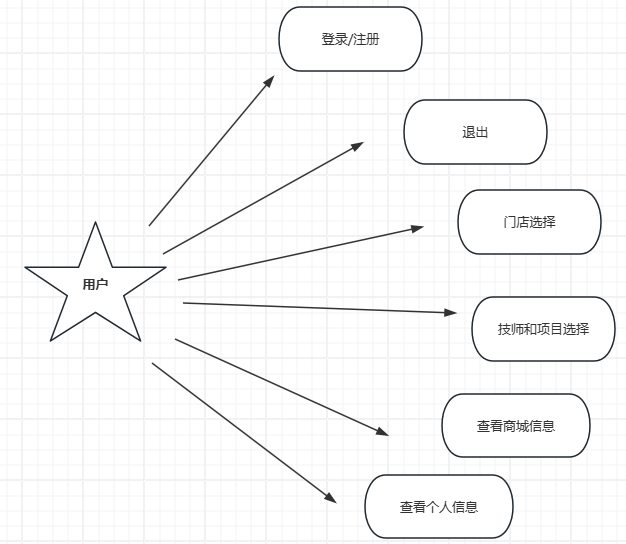 登录/注册
退出
门店选择
用户
技师和项目选择
查看商城信息
查看个人信息